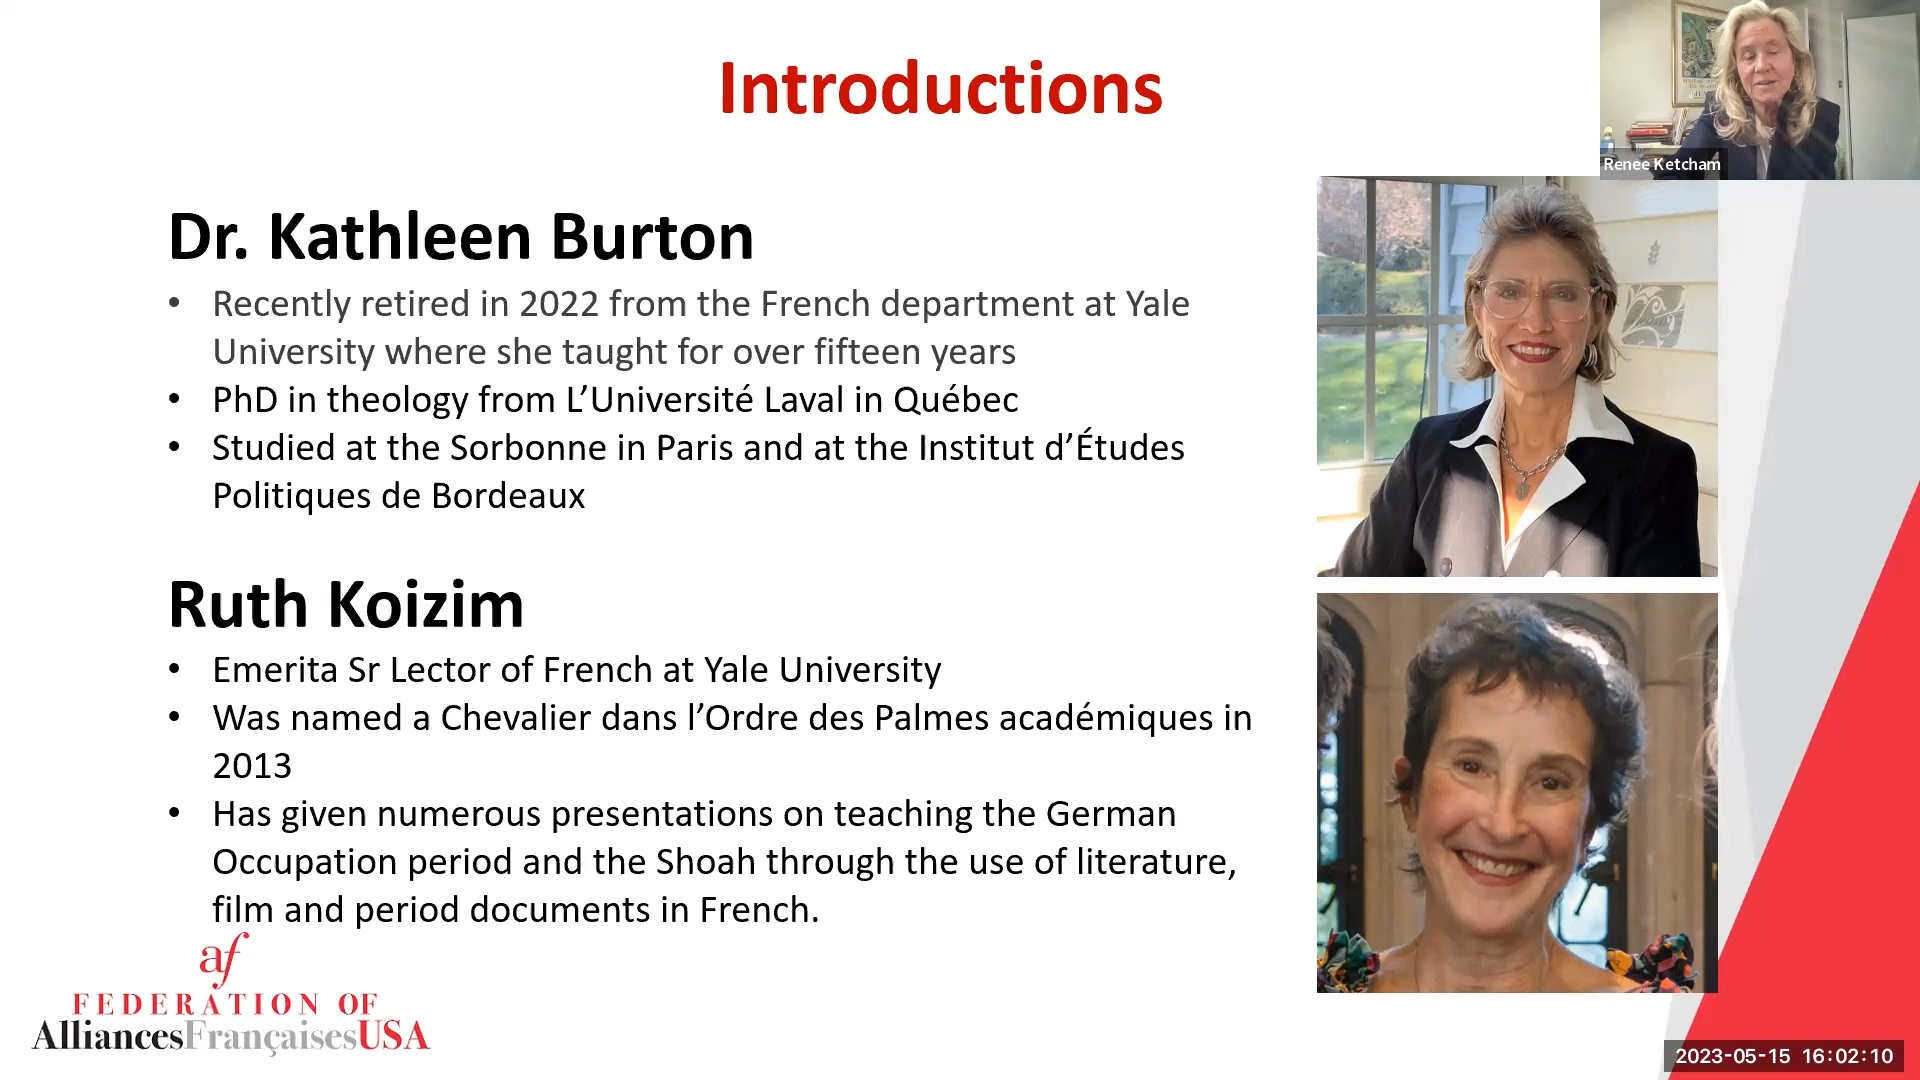 Introductions
Renee Ketcham
Dr. Kathleen Burton
• Recently retired in 2022 from the French department at Yale
University where she taught for over fifteen years
• PhD in theology from L’Université Laval in Québec
• Studied at the Sorbonne in Paris and at the Institut d’Études
Politiques de Bordeaux
Ruth Koizim
• Emerita Sr Lector of French at Yale University
• Was named a Chevalier dans l’Ordre des Palmes académiques in
2013
• Has given numerous presentations on teaching the German
Occupation period and the Shoah through the use of literature,
film and period documents in French.
af
FEDERATION OF
AlliancesFrançaisesUSA
2023-05-15 16:02:10